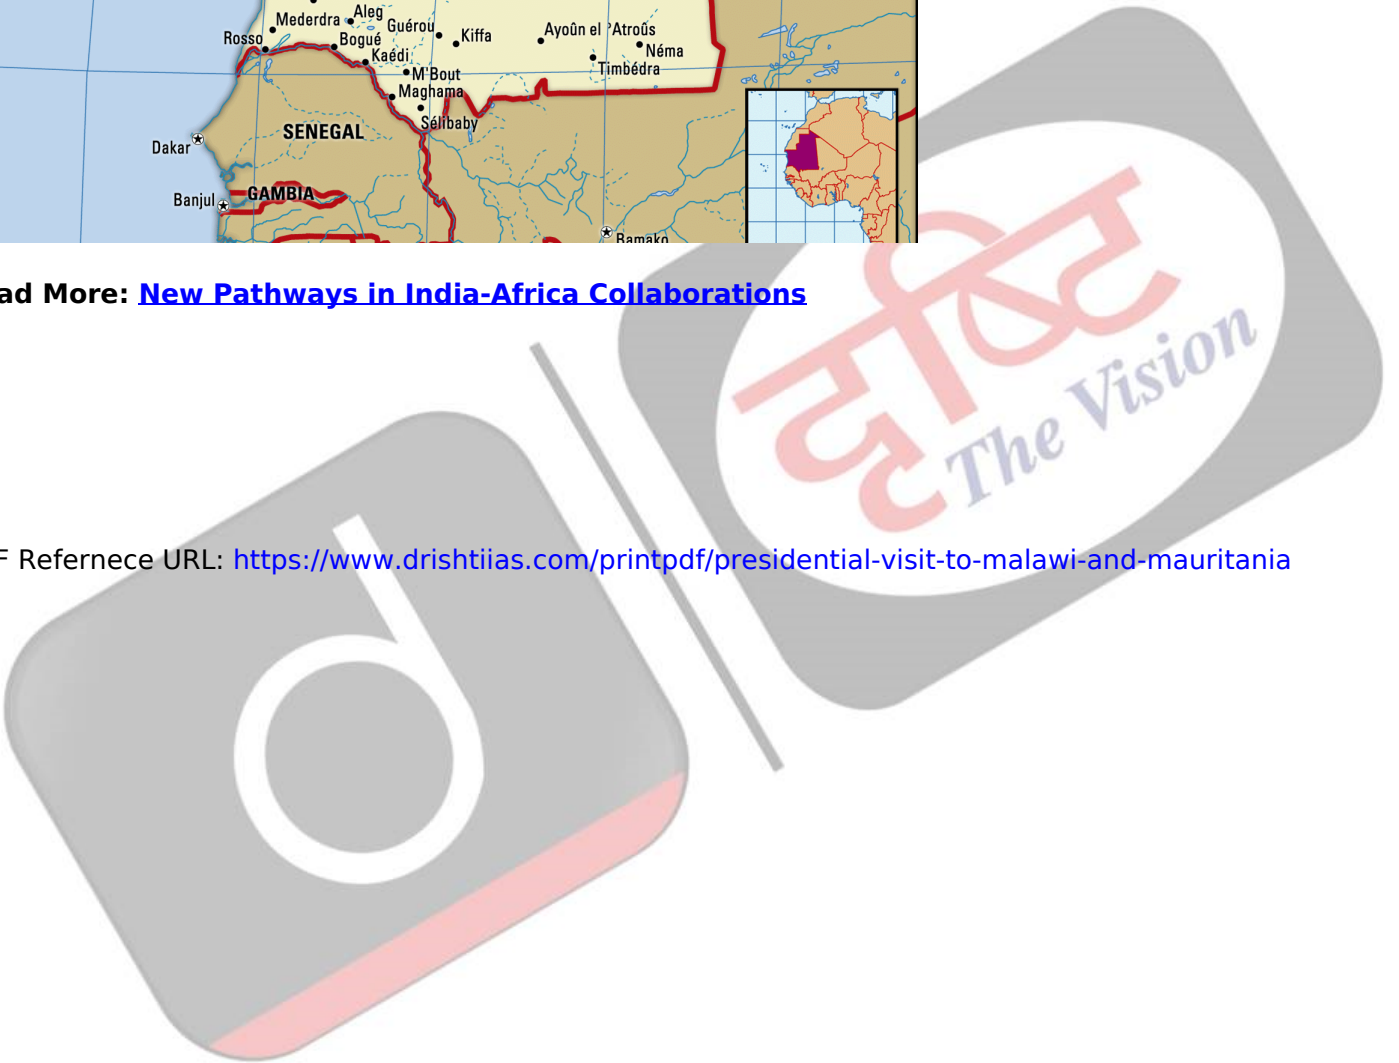 Aleg
Mederdra
Guérou
Ayoûn el ʾAtroûs
Rosso
Bogué
Kiffa
Néma
Kaédi
Timbédra
M'Bout
Maghama
Sélibaby
SENEGAL
Dakar
GAMBIA
Banjul
Bamako
ad More: New Pathways in India-Africa Collaborations
दृष्टि
The Vision
d
F Refernece URL: https://www.drishtiias.com/printpdf/presidential-visit-to-malawi-and-mauritania